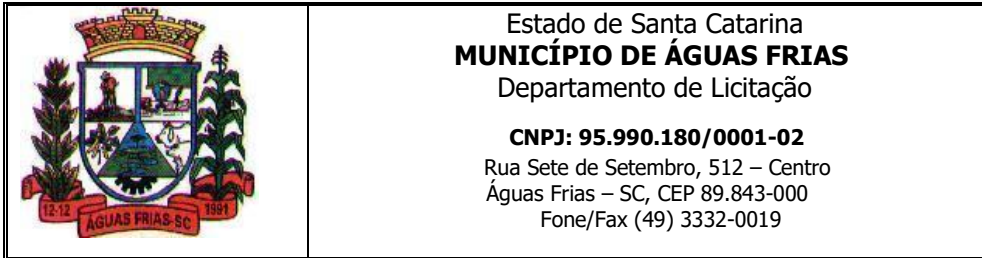 12-12
ÁGUAS FRIAS-SC
1991
Estado de Santa Catarina
MUNICÍPIO DE ÁGUAS FRIAS
Departamento de Licitação
CNPJ: 95.990.180/0001-02
Rua Sete de Setembro, 512 – Centro
Águas Frias – SC, CEP 89.843-000
Fone/Fax (49) 3332-0019